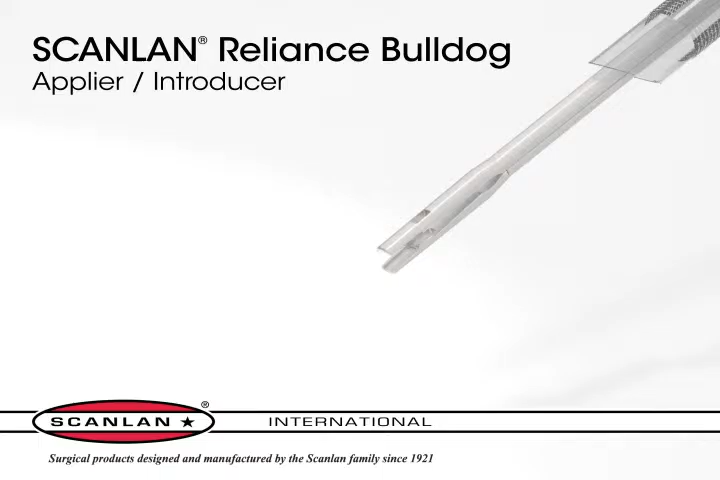 SCANLAN® Reliance Bulldog
Applier / Introducer
SCANLAN ★ ®
INTERNATIONAL
Surgical products designed and manufactured by the Scanlan family since 1921